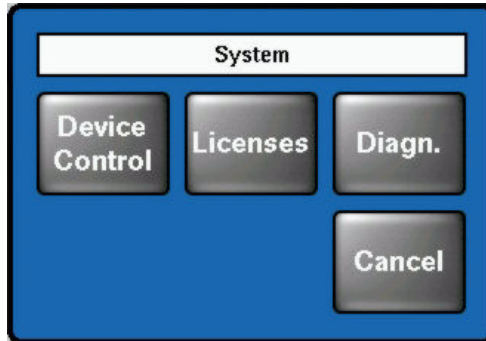 System
Device
Control
Licenses
Diagn.
Cancel